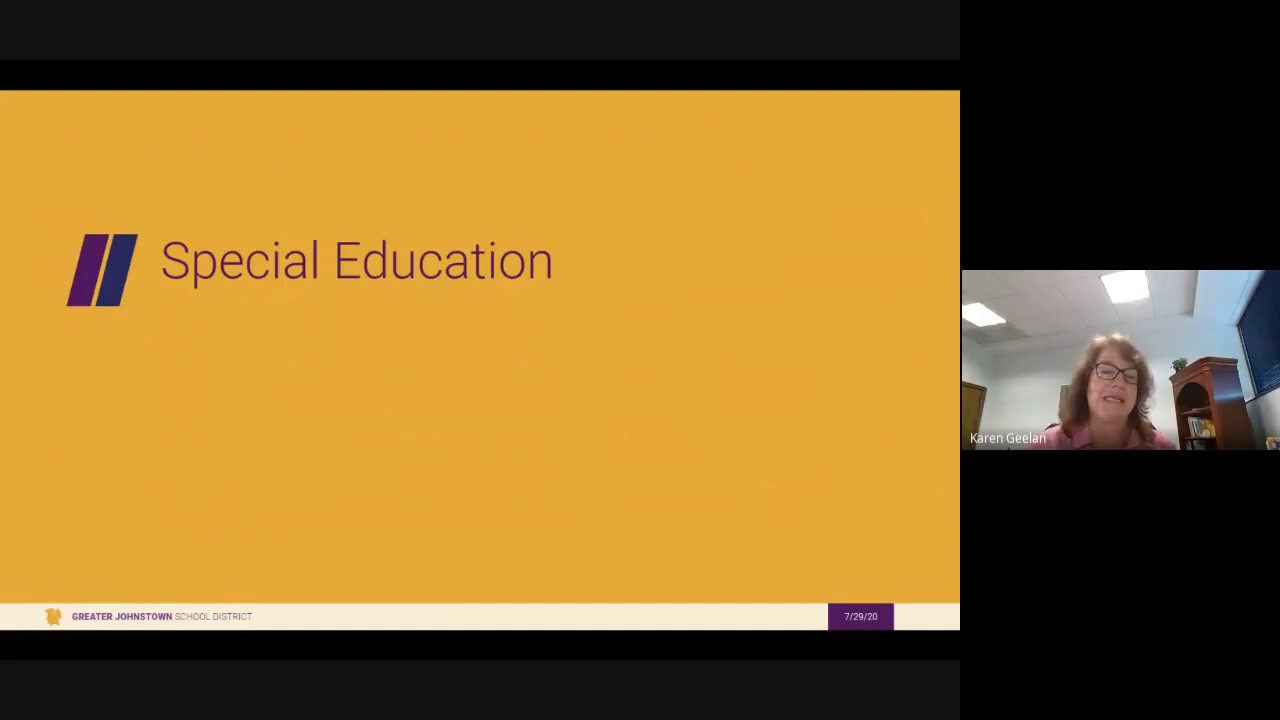 Special Education
Karen Geelan
GREATER JOHNSTOWN SCHOOL DISTRICT
7/29/20